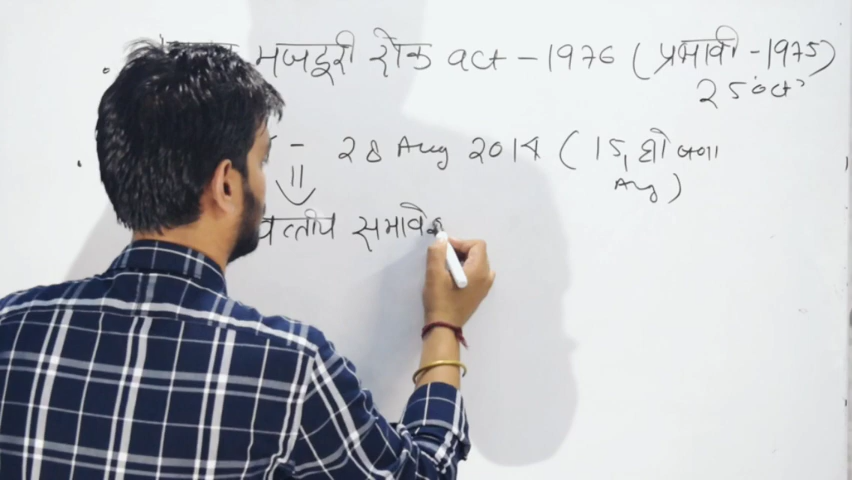 मजदूरी रोक act - 1976 (प्रभावी - 1975)
25 oct
- 28 Aug 2014 (15, घोषणा
Aug)
समावे